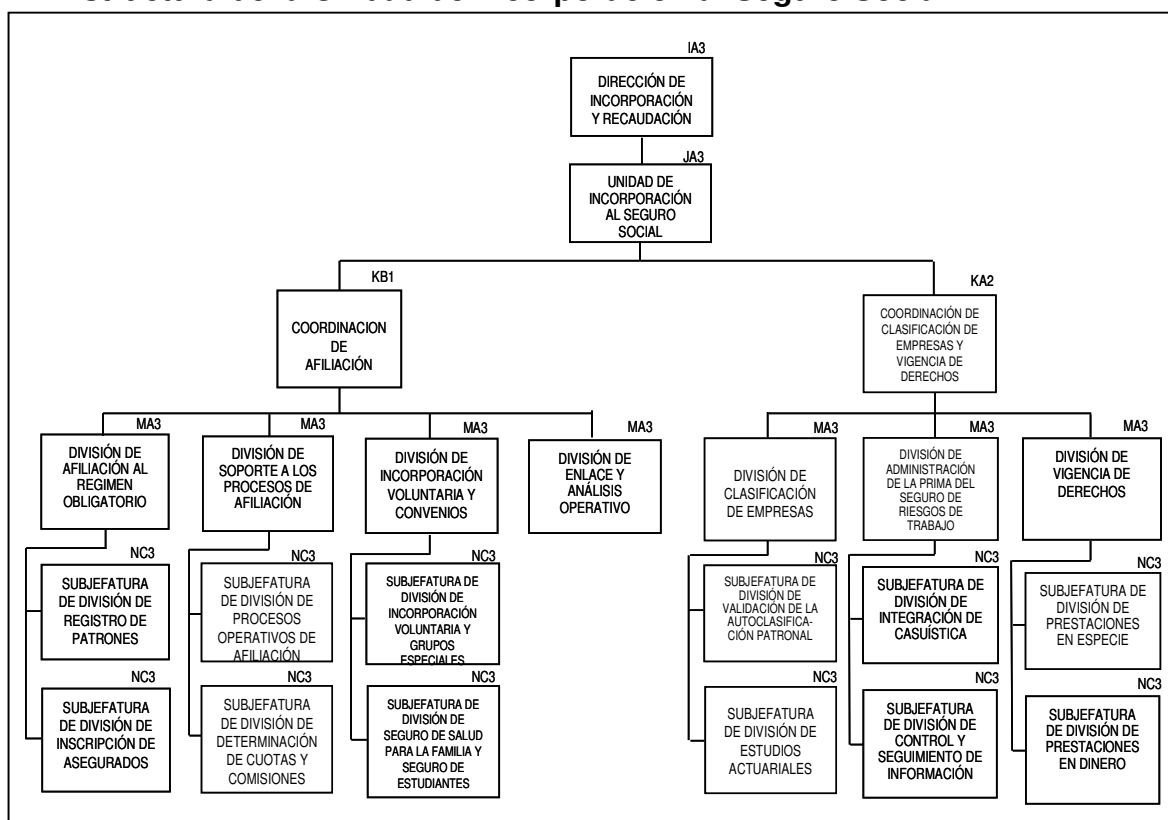 IA3
DIRECCIÓN DE
INCORPORACIÓN
Y RECAUDACIÓN
JA3
UNIDAD DE
INCORPORACIÓN
AL SEGURO
SOCIAL
KB1
COORDINACION
DE
AFILIACIÓN
KA2
COORDINACIÓN DE
CLASIFICACIÓN DE
EMPRESAS Y
VIGENCIA DE
DERECHOS
MA3
DIVISIÓN DE
AFILIACIÓN AL
REGIMEN
OBLIGATORIO
MA3
DIVISIÓN DE
SOPORTE A LOS
PROCESOS DE
AFILIACIÓN
MA3
DIVISIÓN DE
INCORPORACIÓN
VOLUNTARIA Y
CONVENIOS
MA3
DIVISIÓN DE
ENLACE Y
ANÁLISIS
OPERATIVO
MA3
DIVISIÓN DE
CLASIFICACIÓN
DE EMPRESAS
MA3
DIVISIÓN DE
ADMINISTRACIÓN
DE LA PRIMA DEL
SEGURO DE
RIESGOS DE
TRABAJO
MA3
DIVISIÓN DE
VIGENCIA DE
DERECHOS
NC3
SUBJEFATURA
DE DIVISIÓN DE
REGISTRO DE
PATRONES
NC3
SUBJEFATURA
DE DIVISIÓN DE
PROCESOS
OPERATIVOS DE
AFILIACIÓN
NC3
SUBJEFATURA DE
DIVISIÓN DE
INCORPORACIÓN
VOLUNTARIA Y
GRUPOS
ESPECIALES
NC3
SUBJEFATURA DE
DIVISIÓN DE
VALIDACIÓN DE LA
AUTOCLASIFICA-
CIÓN PATRONAL
NC3
SUBJEFATURA DE
DIVISIÓN DE
INTEGRACIÓN DE
CASUÍSTICA
NC3
SUBJEFATURA DE
DIVISIÓN DE
PRESTACIONES
EN ESPECIE
NC3
SUBJEFATURA
DE DIVISIÓN DE
INSCRIPCIÓN DE
ASEGURADOS
NC3
SUBJEFATURA
DE DIVISIÓN DE
DETERMINACIÓN
DE CUOTAS Y
COMISIONES
NC3
SUBJEFATURA DE
DIVISIÓN DE
SEGURO DE SALUD
PARA LA FAMILIA Y
SEGURO DE
ESTUDIANTES
NC3
SUBJEFATURA
DE DIVISIÓN DE
ESTUDIOS
ACTUARIALES
NC3
SUBJEFATURA
DE DIVISIÓN DE
CONTROL Y
SEGUIMIENTO DE
INFORMACIÓN
NC3
SUBJEFATURA
DE DIVISIÓN DE
PRESTACIONES
EN DINERO